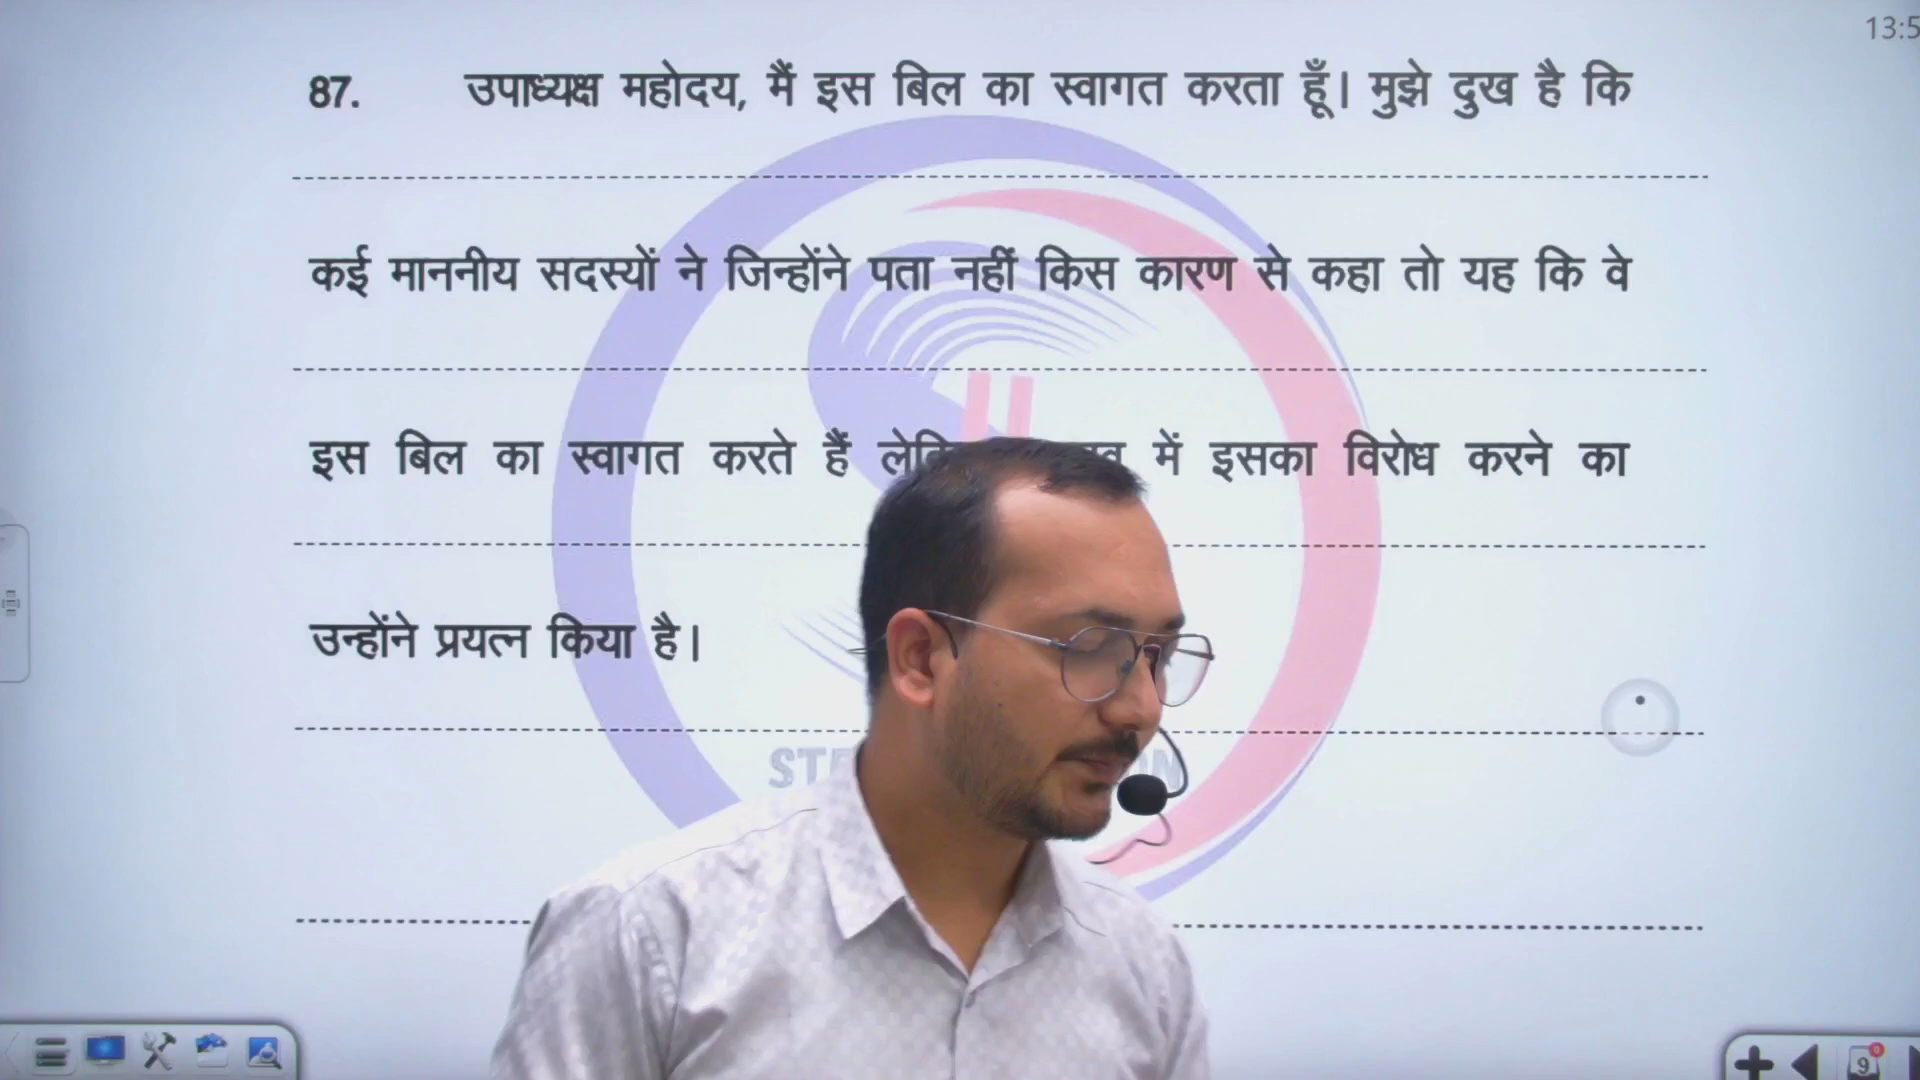 13:5
87. उपाध्यक्ष महोदय, मैं इस बिल का स्वागत करता हूँ। मुझे दुख है कि
कई माननीय सदस्यों ने जिन्होंने पता नहीं किस कारण से कहा तो यह कि वे
इस बिल का स्वागत करते हैं में इसका विरोध करने का
उन्होंने प्रयत्न किया है।
9